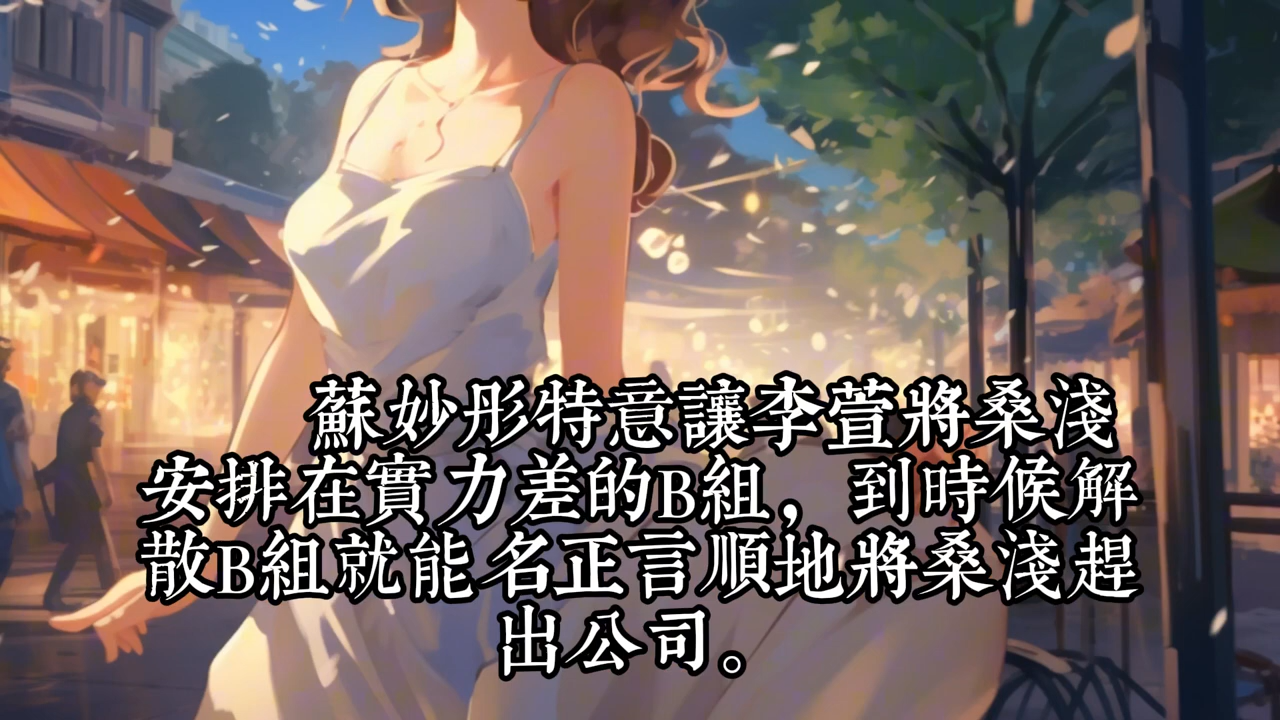 蘇妙彤特意讓李萱將桑淺
安排在實力差的B組，到時候解
散B組就能名正言順地將桑淺趕
出公司。